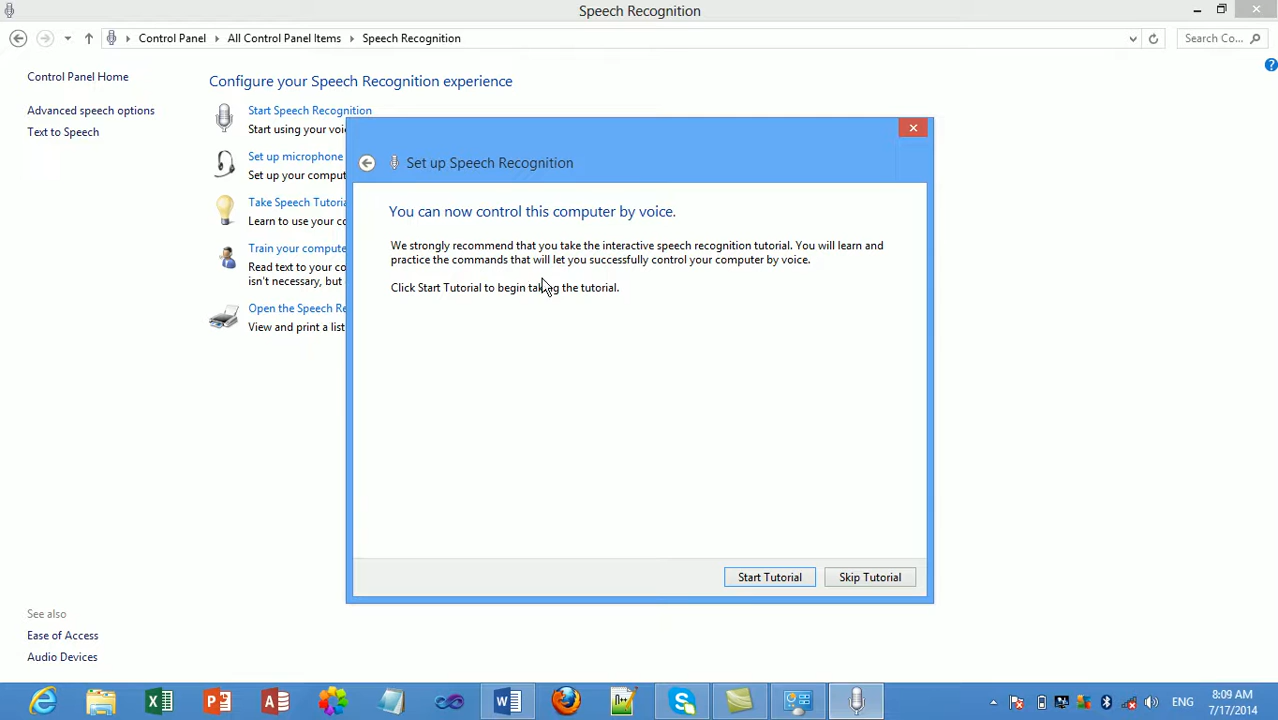 Speech Recognition
Control Panel
All Control Panel Items
Speech Recognition
Search Co...
Control Panel Home
Advanced speech options
Text to Speech
Configure your Speech Recognition experience
Start Speech Recognition
Start using your voi
Set up microphone
Set up your comput
Take Speech Tutoria
Learn to use your co
Train your compute
Read text to your co
isn't necessary, but
Open the Speech Re
View and print a list
Set up Speech Recognition
You can now control this computer by voice.
We strongly recommend that you take the interactive speech recognition tutorial. You will learn and
practice the commands that will let you successfully control your computer by voice.
Click Start Tutorial to begin taking the tutorial.
Start Tutorial
Skip Tutorial
See also
Ease of Access
Audio Devices
ENG
8:09 AM
7/17/2014